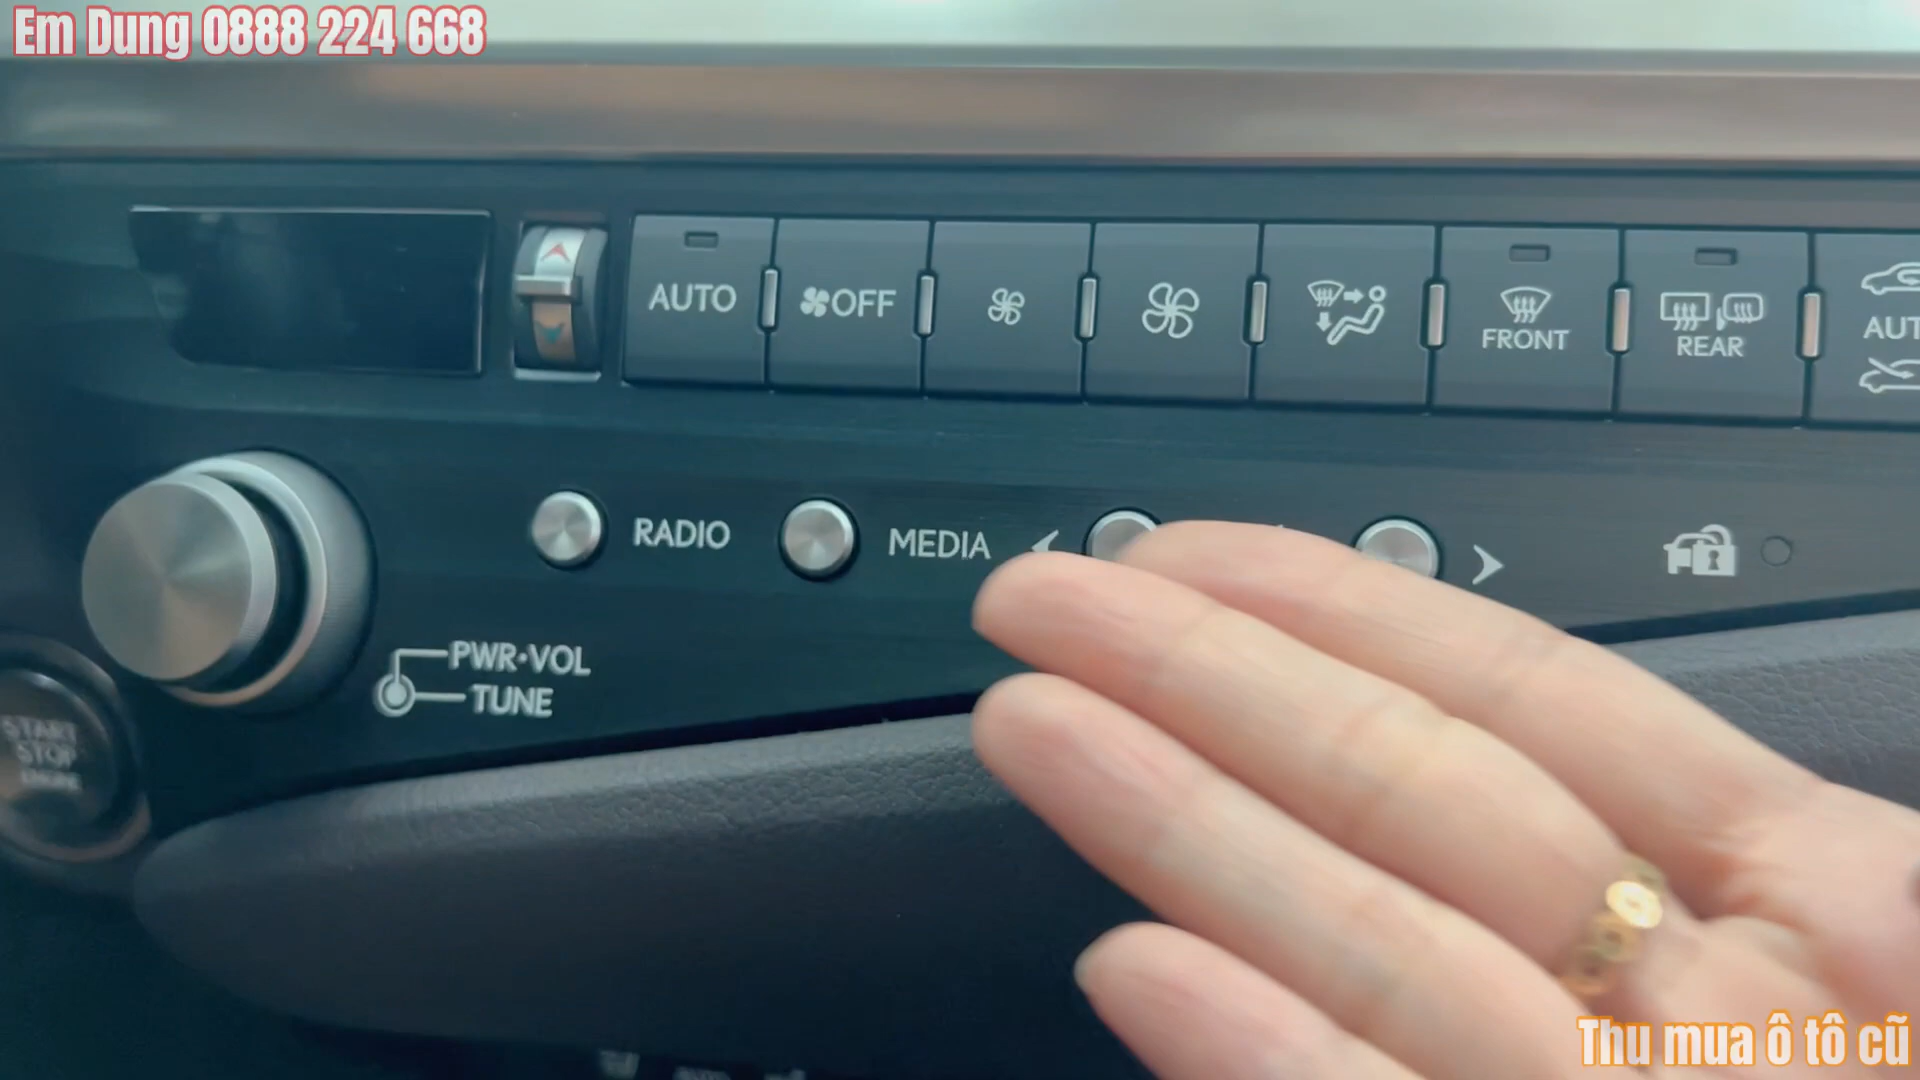 Em Dung 0888 224 668
AUTO
OFF
FRONT
REAR
RADIO
MEDIA
PWR•VOL
TUNE
START
STOP
ENGINE
Thu mua ô tô cũ